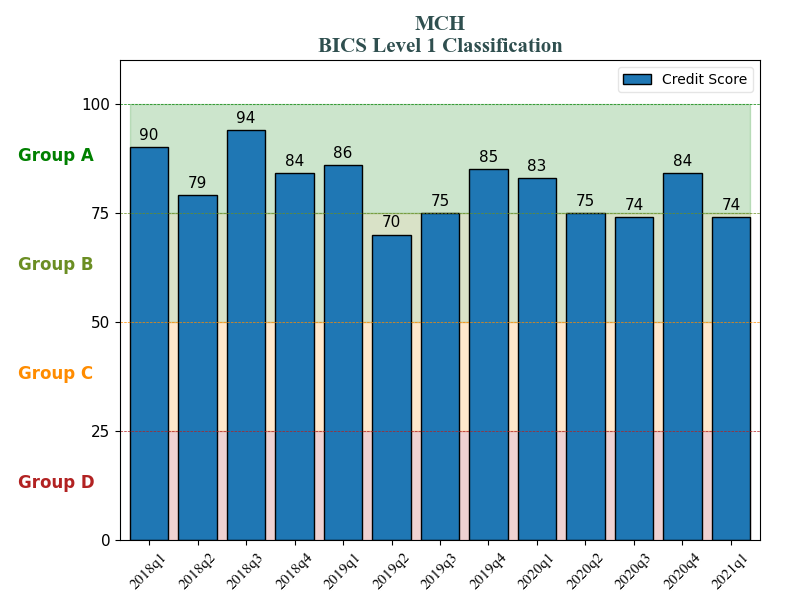 MCH
BICS Level 1 Classification
Credit Score
100
75
50
25
0
Group A
Group B
Group C
Group D
90
79
94
84
86
70
75
85
83
75
74
84
74
2018q1
2018q2
2018q3
2018q4
2019q1
2019q2
2019q3
2019q4
2020q1
2020q2
2020q3
2020q4
2021q1